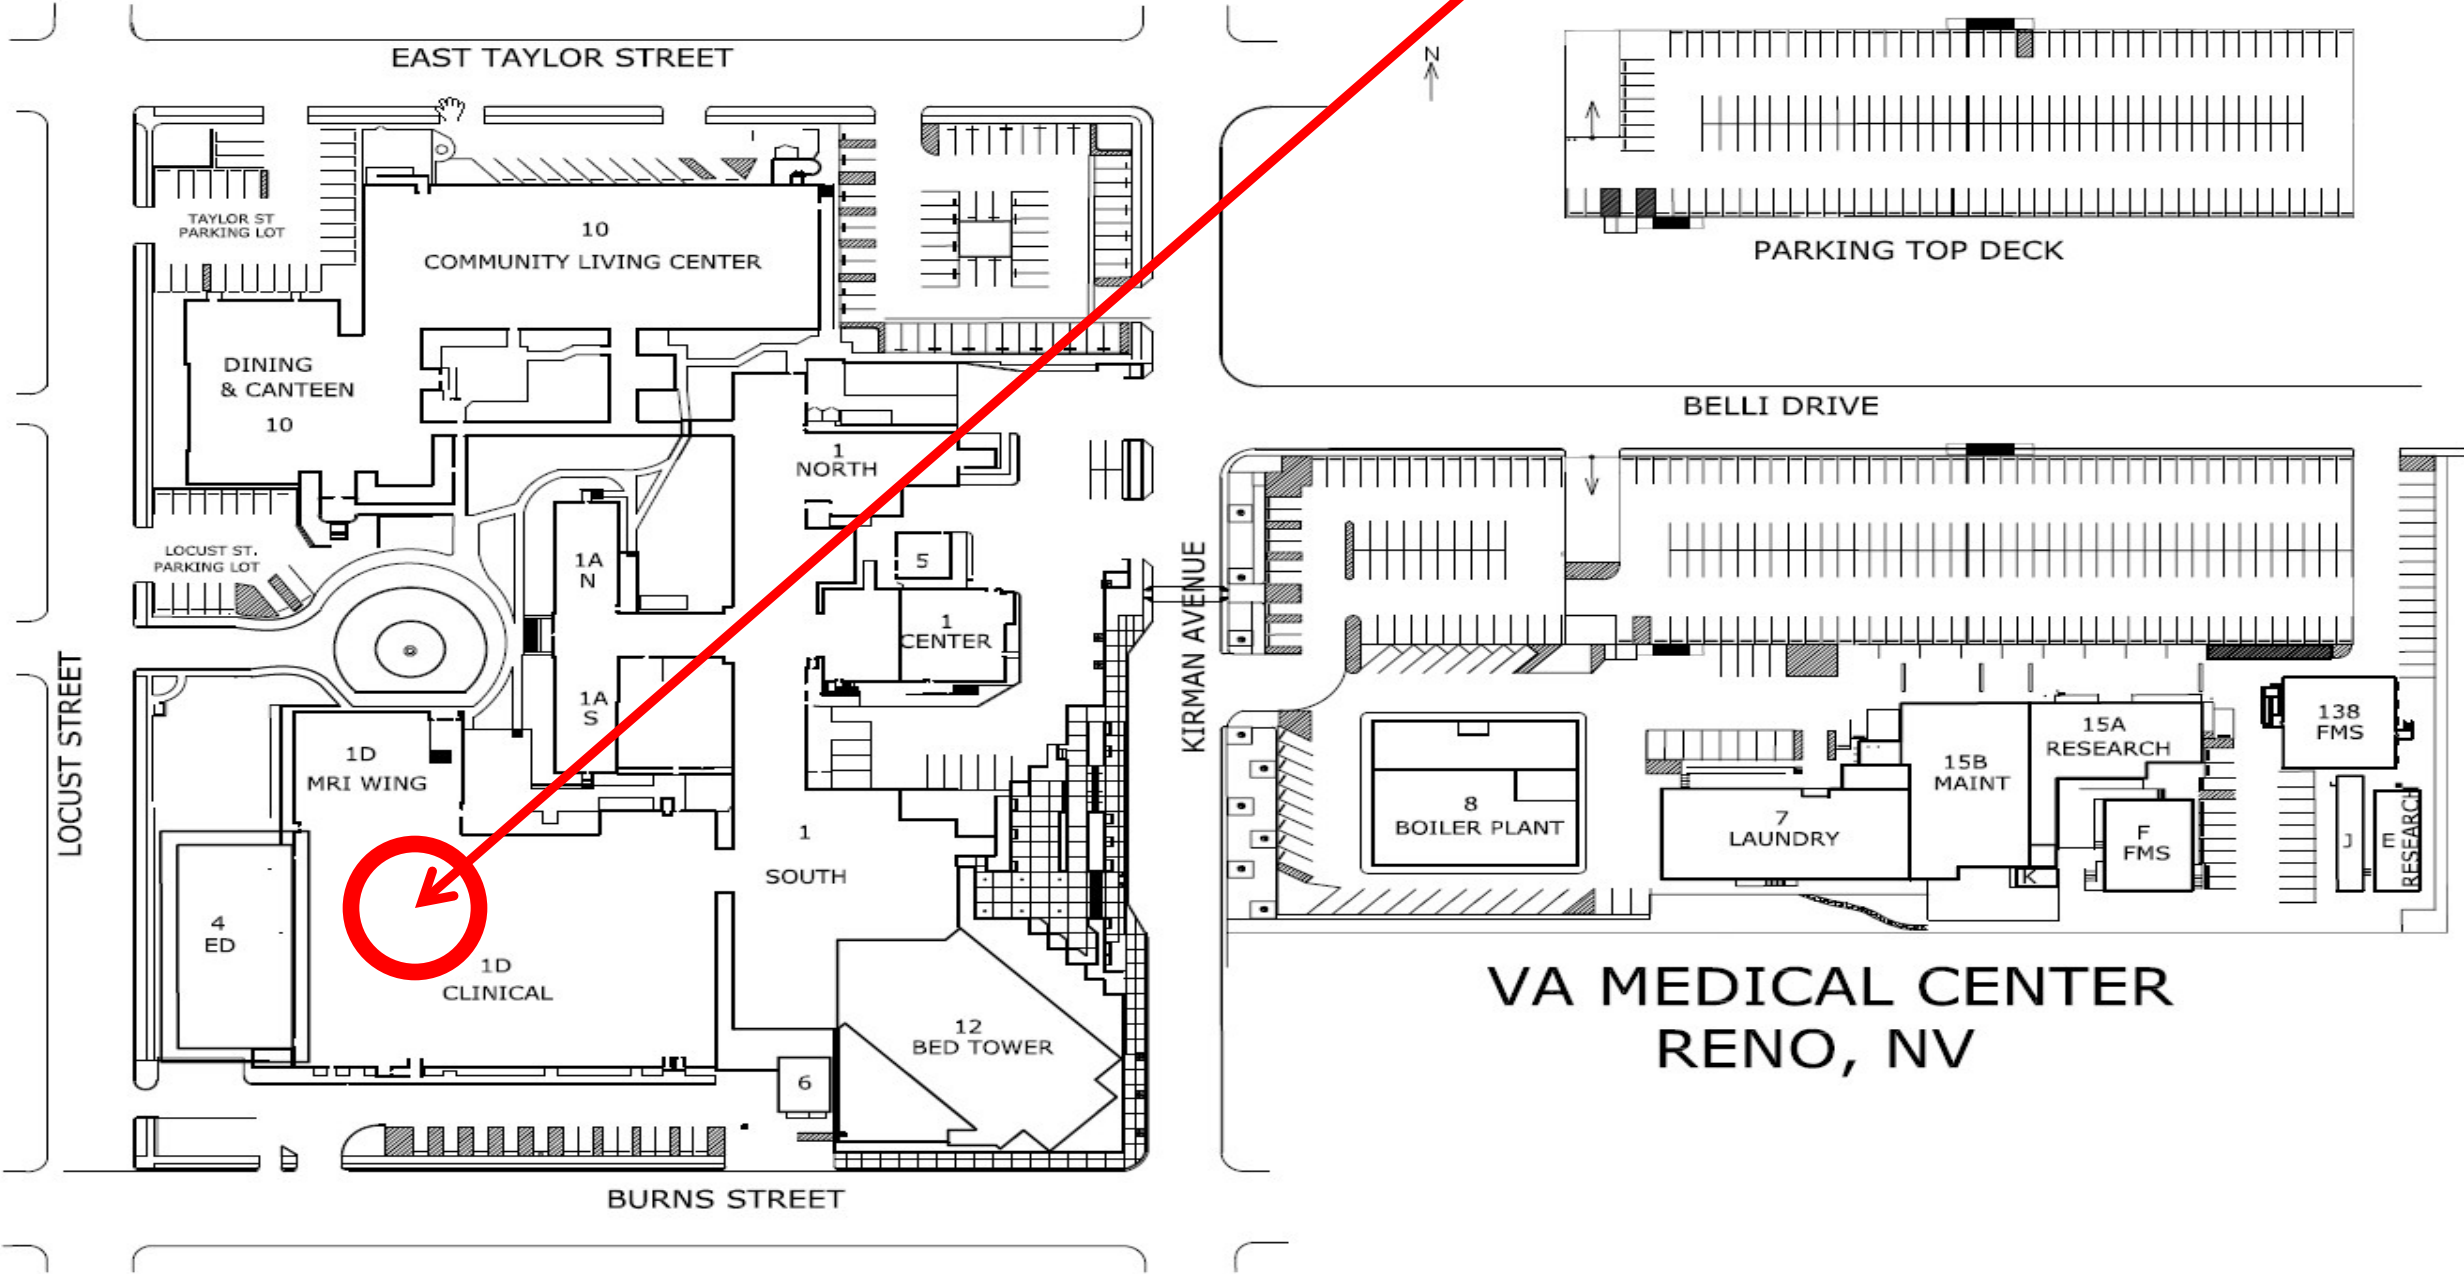 EAST TAYLOR STREET
N
TAYLOR ST
PARKING LOT
10
COMMUNITY LIVING CENTER
PARKING TOP DECK
DINING
& CANTEEN
10
BELLI DRIVE
1
NORTH
LOCUST ST.
PARKING LOT
1A
N
5
1
CENTER
KIRMAN AVENUE
LOCUST STREET
1A
S
1D
MRI WING
138
FMS
15A
RESEARCH
15B
MAINT
8
BOILER PLANT
7
LAUNDRY
F
FMS
J
E
RESEARCH
K
1
SOUTH
4
ED
1D
CLINICAL
12
BED TOWER
6
VA MEDICAL CENTER
RENO, NV
BURNS STREET